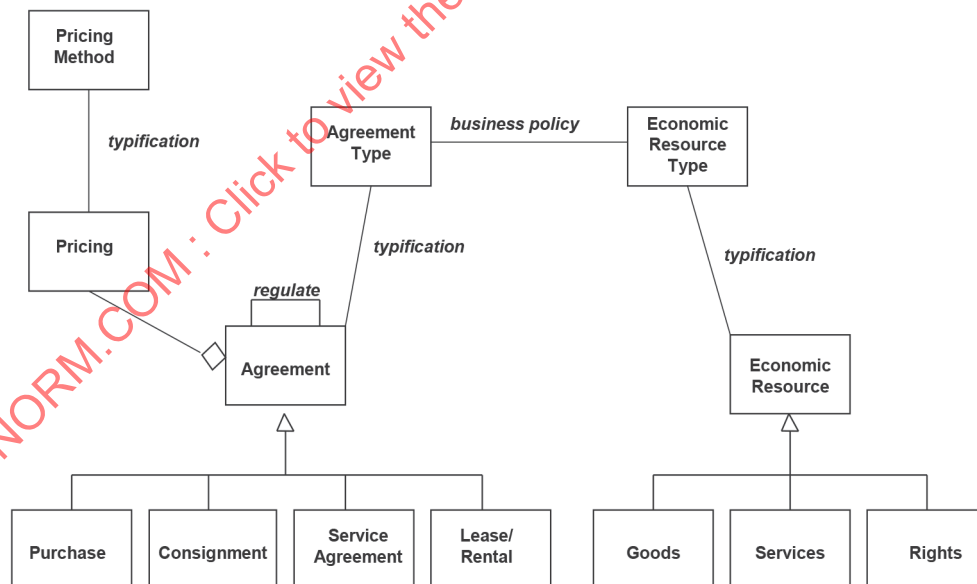 Pricing
Method
typification
Agreement
Type
business policy
Economic
Resource
Type
Pricing
typification
typification
regulate
Agreement
Economic
Resource
Purchase
Consignment
Service
Agreement
Lease/
Rental
Goods
Services
Rights
NORM.COM : Click to view the